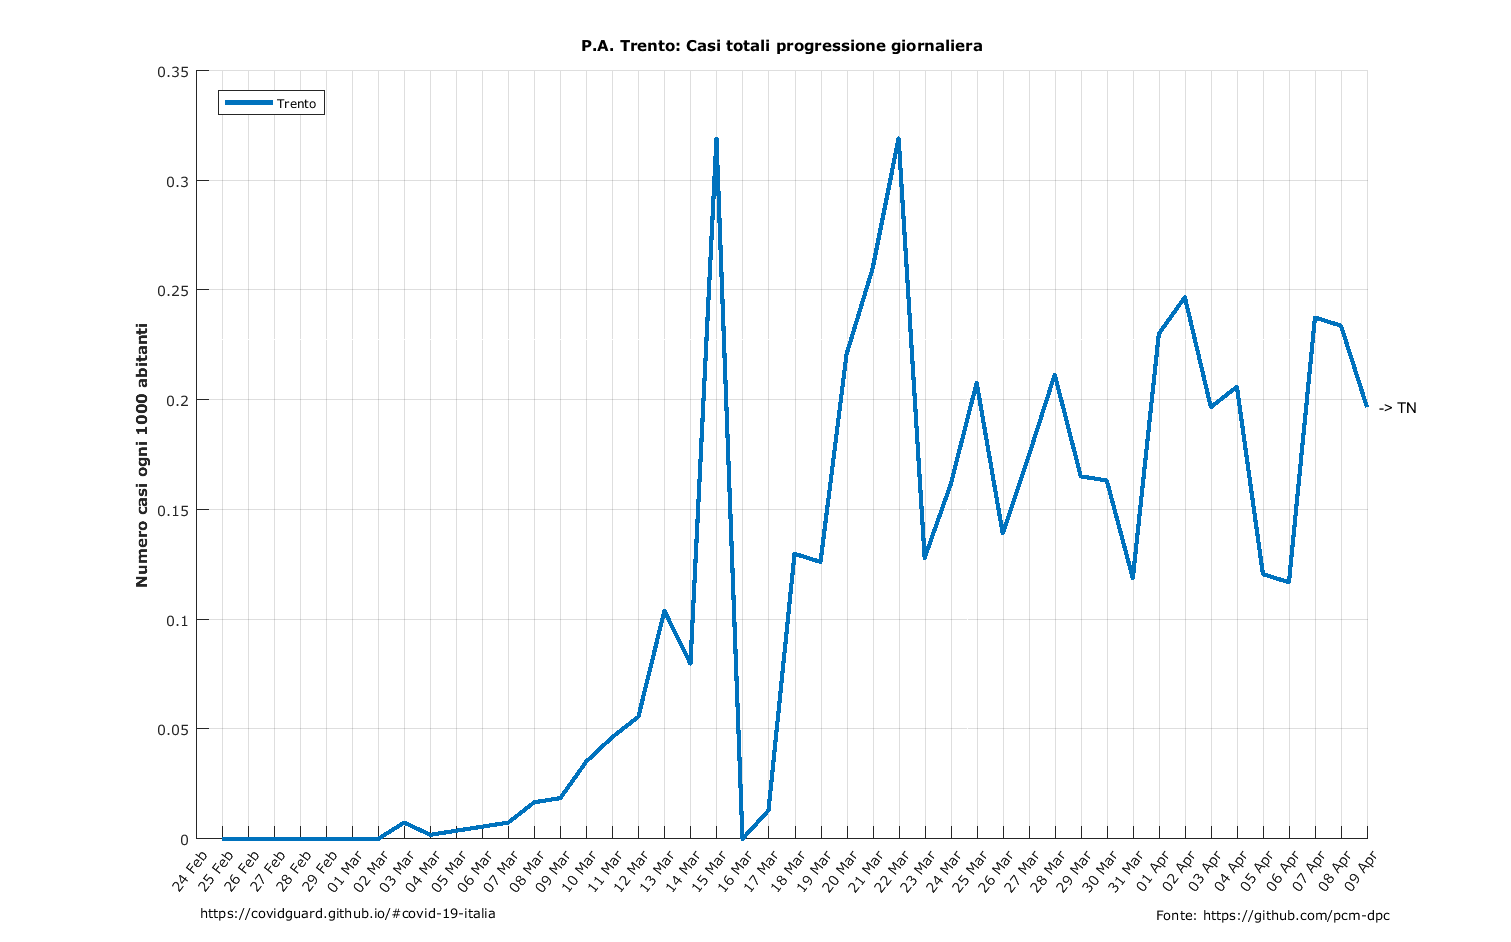 P.A. Trento: Casi totali progressione giornaliera
Trento
Numero casi ogni 1000 abitanti
0.35
0.3
0.25
0.2
0.15
0.1
0.05
0
-> TN
24 Feb
25 Feb
26 Feb
27 Feb
28 Feb
29 Feb
01 Mar
02 Mar
03 Mar
04 Mar
05 Mar
06 Mar
07 Mar
08 Mar
09 Mar
10 Mar
11 Mar
12 Mar
13 Mar
14 Mar
15 Mar
16 Mar
17 Mar
18 Mar
19 Mar
20 Mar
21 Mar
22 Mar
23 Mar
24 Mar
25 Mar
26 Mar
27 Mar
28 Mar
29 Mar
30 Mar
31 Mar
01 Apr
02 Apr
03 Apr
04 Apr
05 Apr
06 Apr
07 Apr
08 Apr
09 Apr
https://covidguard.github.io/#covid-19-italia
Fonte: https://github.com/pcm-dpc